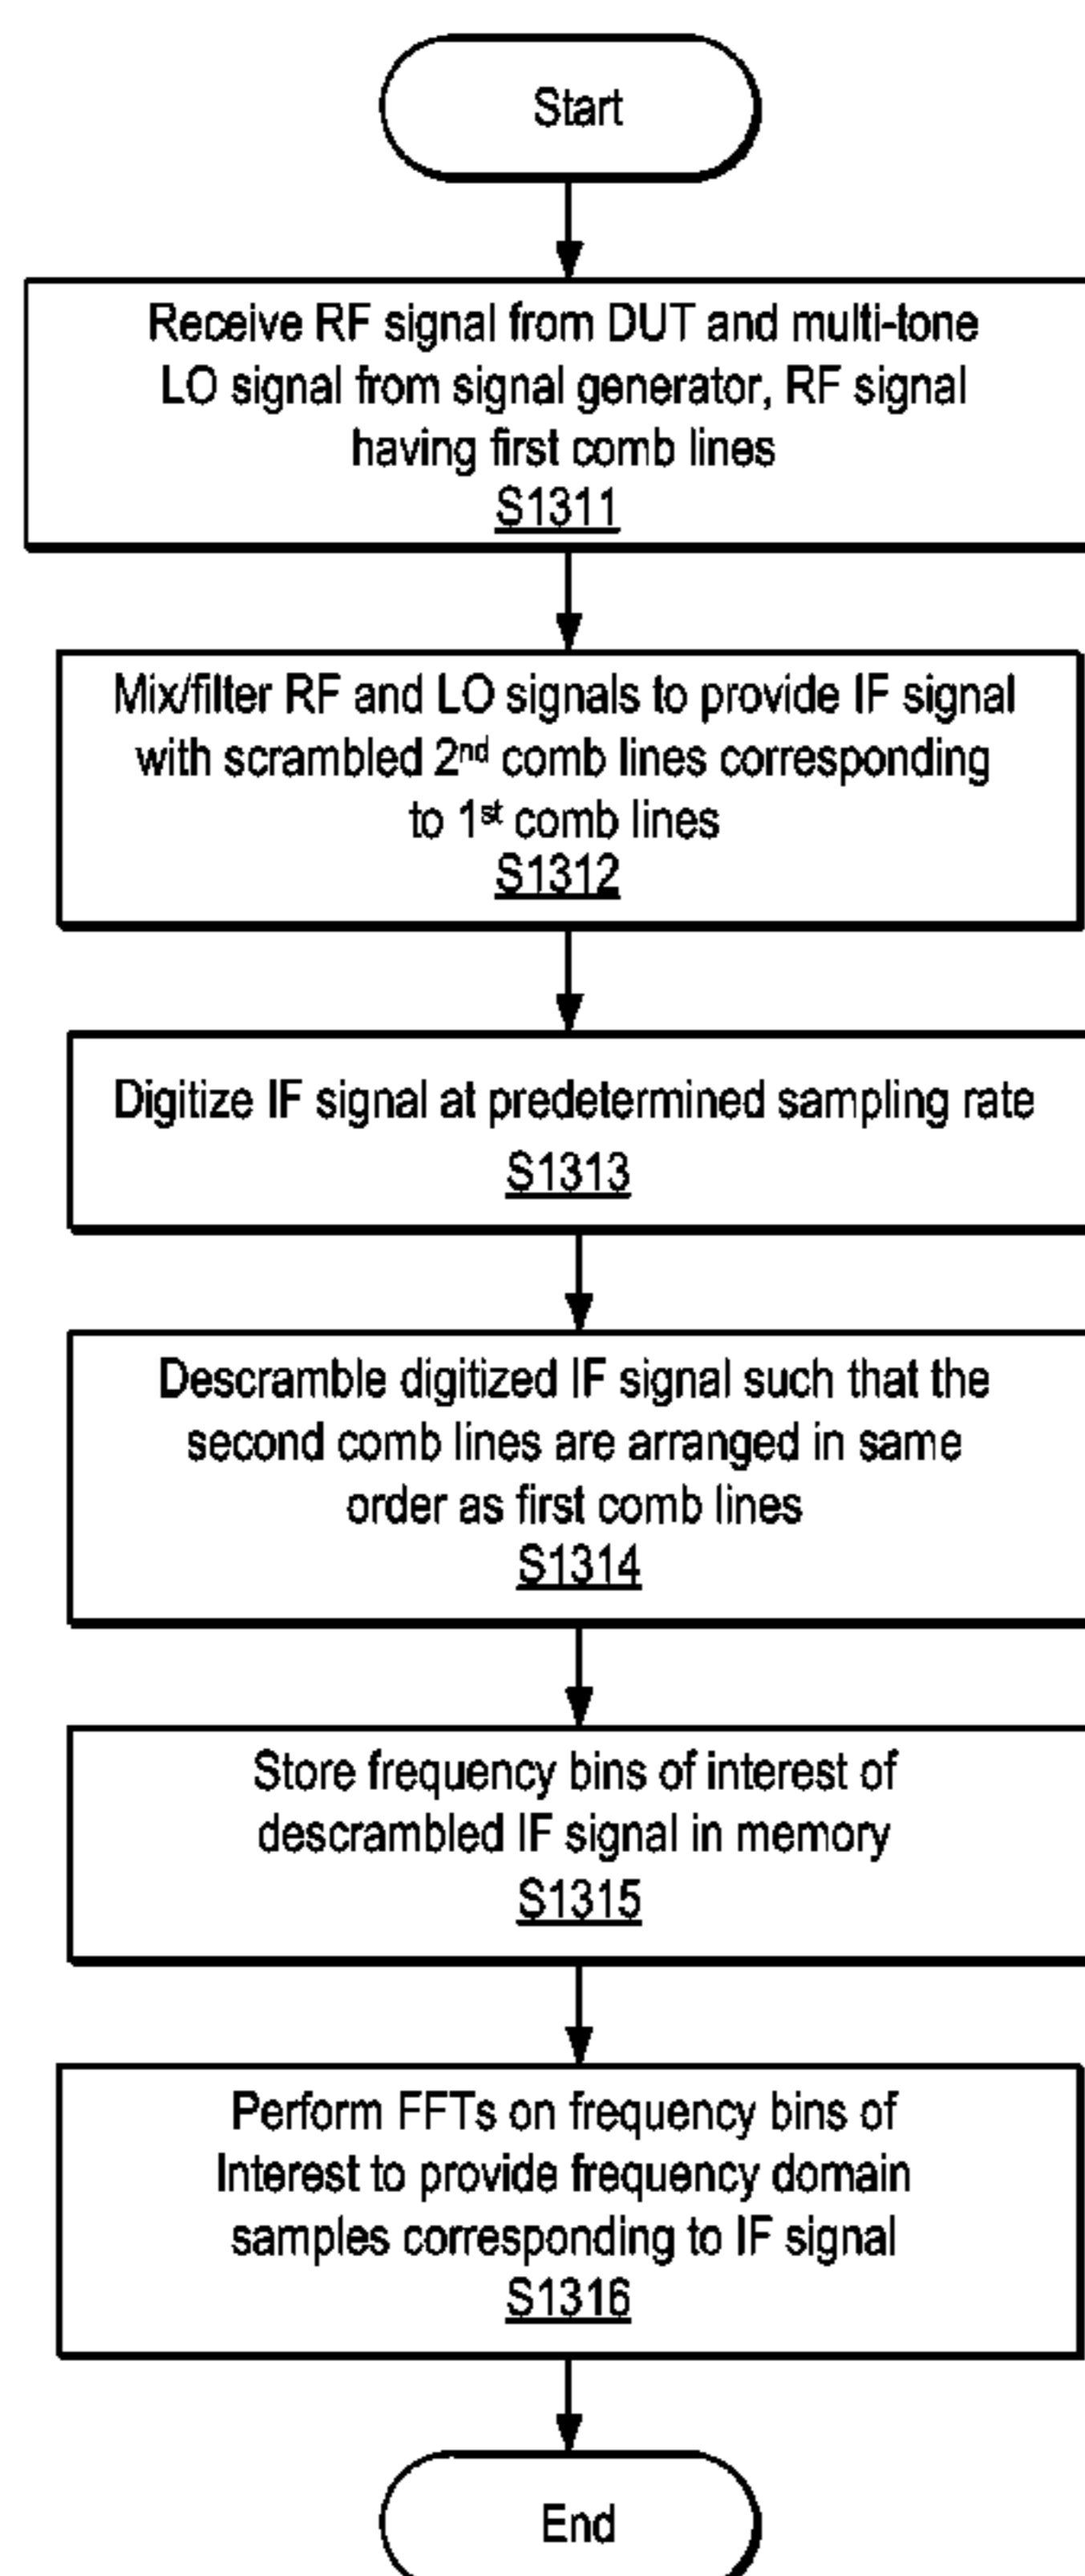 Start
Receive RF signal from DUT and multi-tone
LO signal from signal generator, RF signal
having first comb lines
S1311
Mix/filter RF and LO signals to provide IF signal
with scrambled 2nd comb lines corresponding
to 1st comb lines
S1312
Digitize IF signal at predetermined sampling rate
S1313
Descramble digitized IF signal such that the
second comb lines are arranged in same
order as first comb lines
S1314
Store frequency bins of interest of
descrambled IF signal in memory
S1315
Perform FFTs on frequency bins of
Interest to provide frequency domain
samples corresponding to IF signal
S1316
End